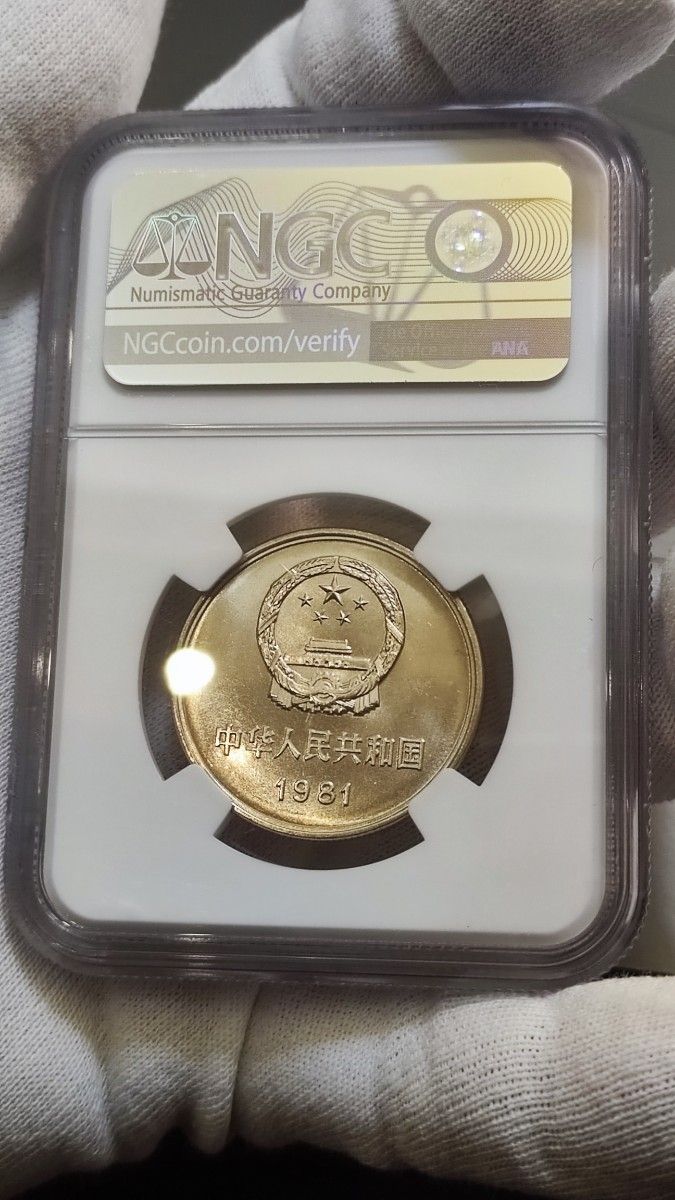 NGC
Numismatic Guaranty Company
NGCcoin.com/verify
ANA
中华人民共和国
1981